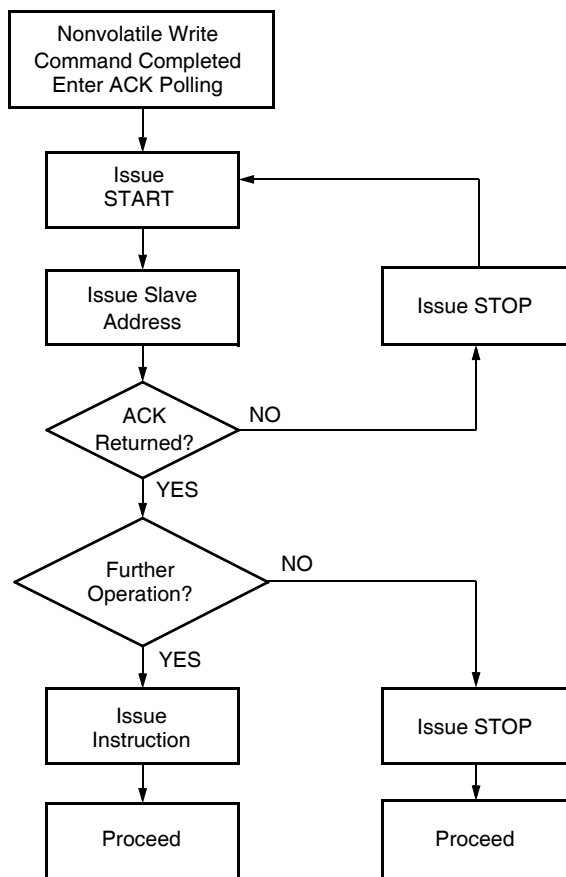 Nonvolatile Write
Command Completed
Enter ACK Polling
Issue
START
Issue Slave
Address
Issue STOP
ACK
Returned?
NO
YES
Further
Operation?
NO
YES
Issue
Instruction
Issue STOP
Proceed
Proceed